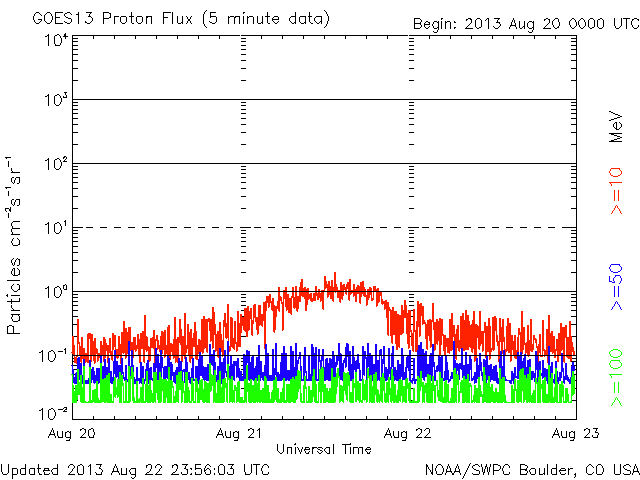 GOES13 Proton Flux (5 minute data)
Begin: 2013 Aug 20 0000 UTC
Particles cm⁻²s⁻¹sr⁻¹
10⁴
10³
10²
10¹
10⁰
10⁻¹
10⁻²
Aug 20
Aug 21
Aug 22
Aug 23
Universal Time
MeV
>=10
>=50
>=100
Updated 2013 Aug 22 23:56:03 UTC
NOAA/SWPC Boulder, CO USA